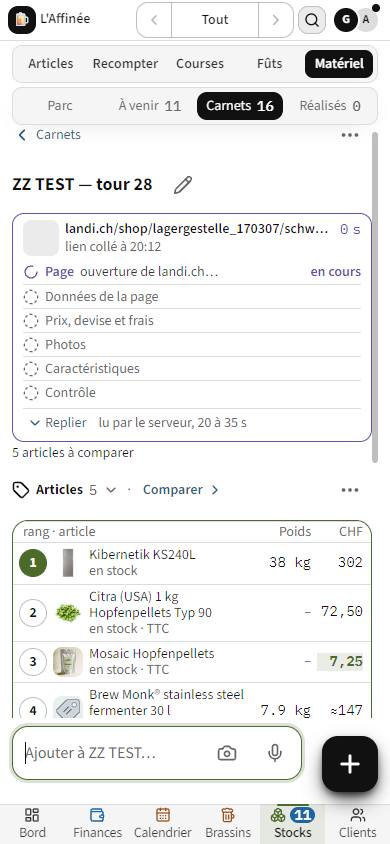 L'Affinée
Tout
G
A
Articles
Recompter
Courses
Fûts
Matériel
Parc
À venir 11
Carnets 16
Réalisés 0
Carnets
ZZ TEST — tour 28
landi.ch/shop/lagergestelle_170307/schw… 0 s
lien collé à 20:12
Page ouverture de landi.ch… en cours
Données de la page
Prix, devise et frais
Photos
Caractéristiques
Contrôle
Replier lu par le serveur, 20 à 35 s
5 articles à comparer
Articles 5 · Comparer
rang · article Poids CHF
1 Kibernetik KS240L 38 kg 302
en stock
2 Citra (USA) 1 kg
Hopfenpellets Typ 90 – 72,50
en stock · TTC
3 Mosaic Hopfenpellets – 7,25
en stock · TTC
4 Brew Monk® stainless steel
fermenter 30 l 7.9 kg ≈147
Ajouter à ZZ TEST…
Bord
Finances
Calendrier
Brassins
11
Stocks
Clients